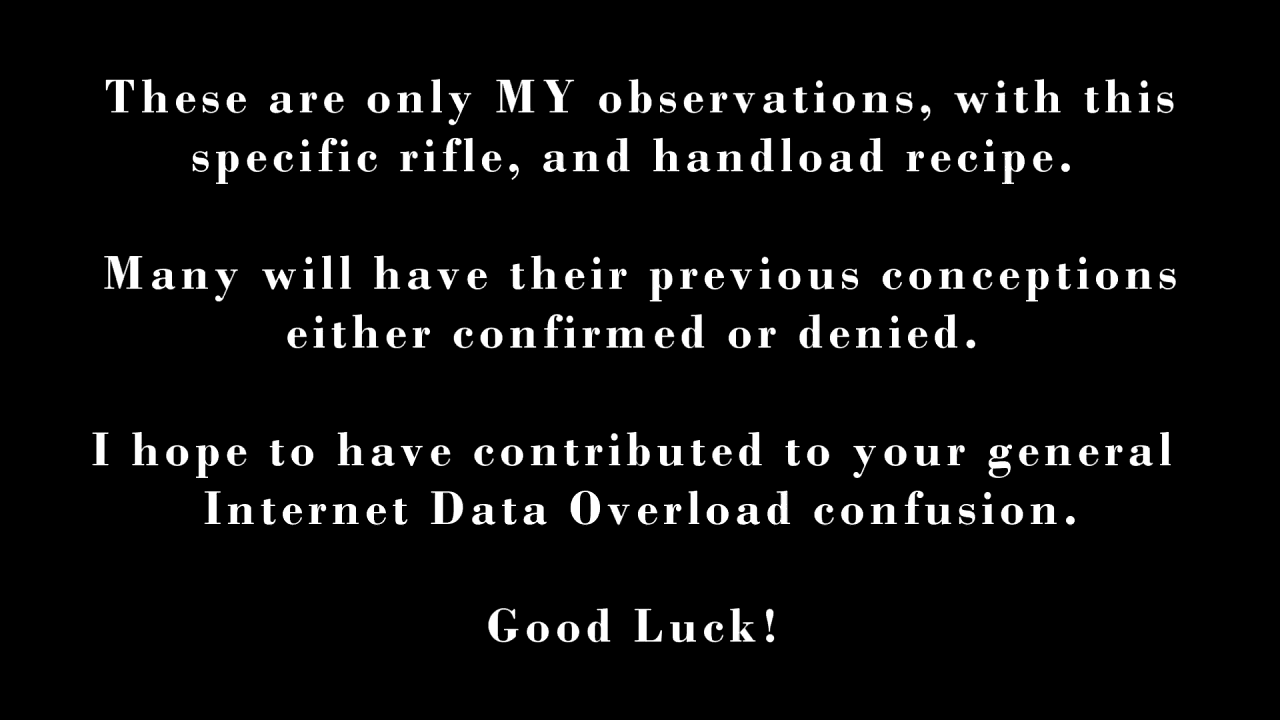 These are only MY observations, with this
specific rifle, and handload recipe.
Many will have their previous conceptions
either confirmed or denied.
I hope to have contributed to your general
Internet Data Overload confusion.
Good Luck!